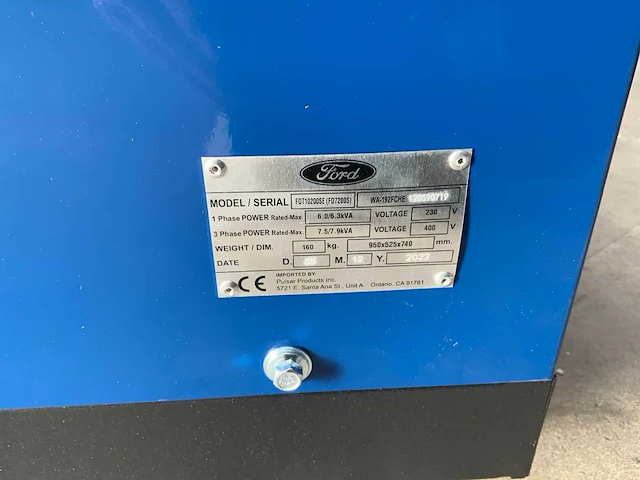 Ford
MODEL / SERIAL FDT10200SE (FD7200S) WA-192FCHE
1 Phase POWER Rated-Max. 6.0/6.3kVA VOLTAGE 230 V
3 Phase POWER Rated-Max. 7.5/7.9kVA VOLTAGE 400 V
WEIGHT / DIM. 160 kg. 950x525x740 mm.
DATE D. M. 12 Y. 2022
CE IMPORTED BY:
Pulsar Products Inc.
5721 E. Santa Ana St., Unit A. Ontario, CA 91761